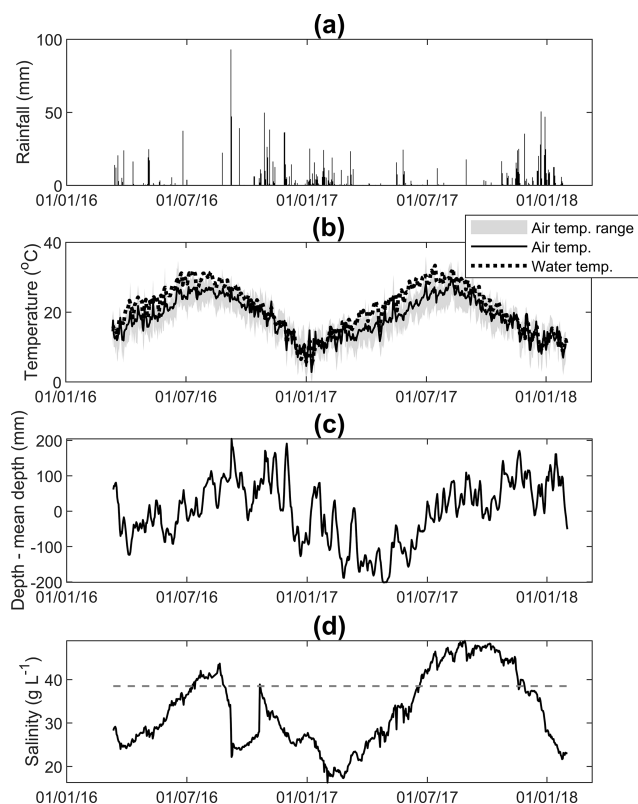 (a)
Rainfall (mm)
100
50
0
01/01/16 01/07/16 01/01/17 01/07/17 01/01/18
(b)
Temperature (°C)
40
20
0
Air temp. range
Air temp.
Water temp.
01/01/16 01/07/16 01/01/17 01/07/17 01/01/18
(c)
Depth - mean depth (mm)
200
100
0
-100
-200
01/01/16 01/07/16 01/01/17 01/07/17 01/01/18
(d)
Salinity (g L⁻¹)
40
30
20
01/01/16 01/07/16 01/01/17 01/07/17 01/01/18